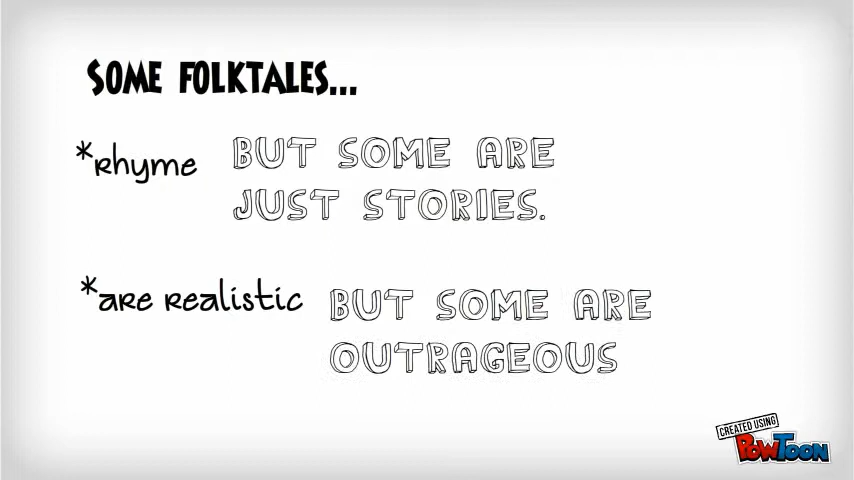 SOME FOLKTALES...
*rhyme BUT SOME ARE
JUST STORIES.
*are realistic BUT SOME ARE
OUTRAGEOUS
CREATED USING
POWTOON